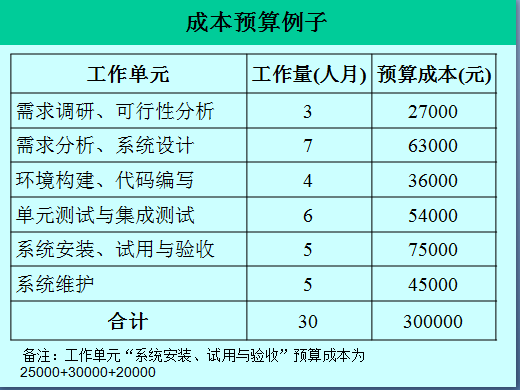 成本预算例子
工作单元 工作量(人月) 预算成本(元)
需求调研、可行性分析 3 27000
需求分析、系统设计 7 63000
环境构建、代码编写 4 36000
单元测试与集成测试 6 54000
系统安装、试用与验收 5 75000
系统维护 5 45000
合计 30 300000
备注：工作单元“系统安装、试用与验收”预算成本为
25000+30000+20000